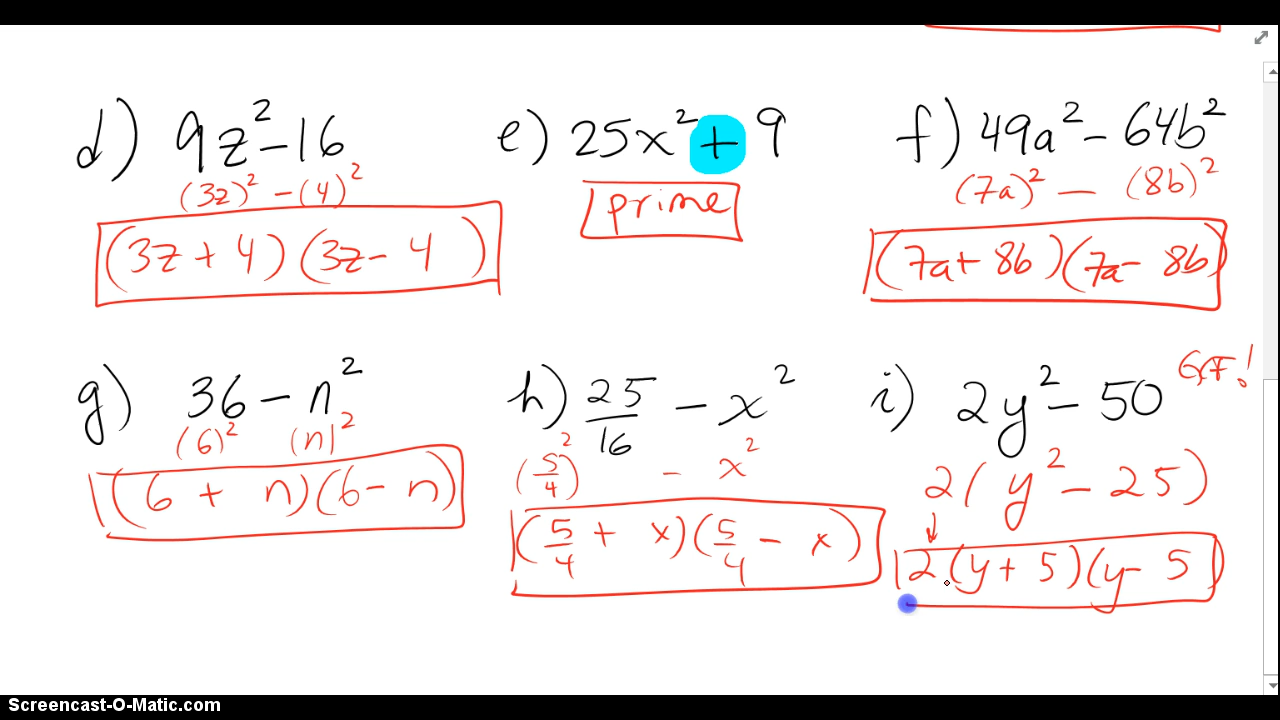 d) 9z² - 16
(3z)² - (4)²
(3z + 4)(3z - 4)
e) 25x² + 9
prime
f) 49a² - 64b²
(7a)² - (8b)²
(7a + 8b)(7a - 8b)
g) 36 - n²
(6)² (n)²
(6 + n)(6 - n)
h) 25/16 - x²
(5/4)² - x²
(5/4 + x)(5/4 - x)
i) 2y² - 50
2(y² - 25)
2(y + 5)(y - 5)
Screencast-O-Matic.com